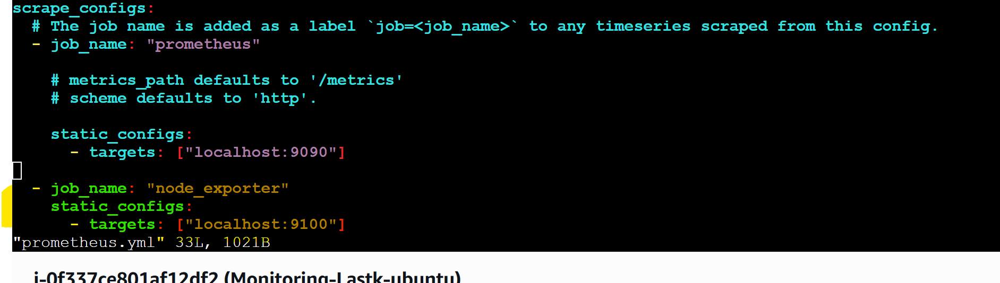 scrape_configs:
# The job name is added as a label `job=<job_name>` to any timeseries scraped from this config.
- job_name: "prometheus"
# metrics_path defaults to '/metrics'
# scheme defaults to 'http'.
static_configs:
- targets: ["localhost:9090"]
- job_name: "node_exporter"
static_configs:
- targets: ["localhost:9100"]
"prometheus.yml" 33L, 1021B
i-0f337ce801af12df2 (Monitoring-Lastk-ubuntu)